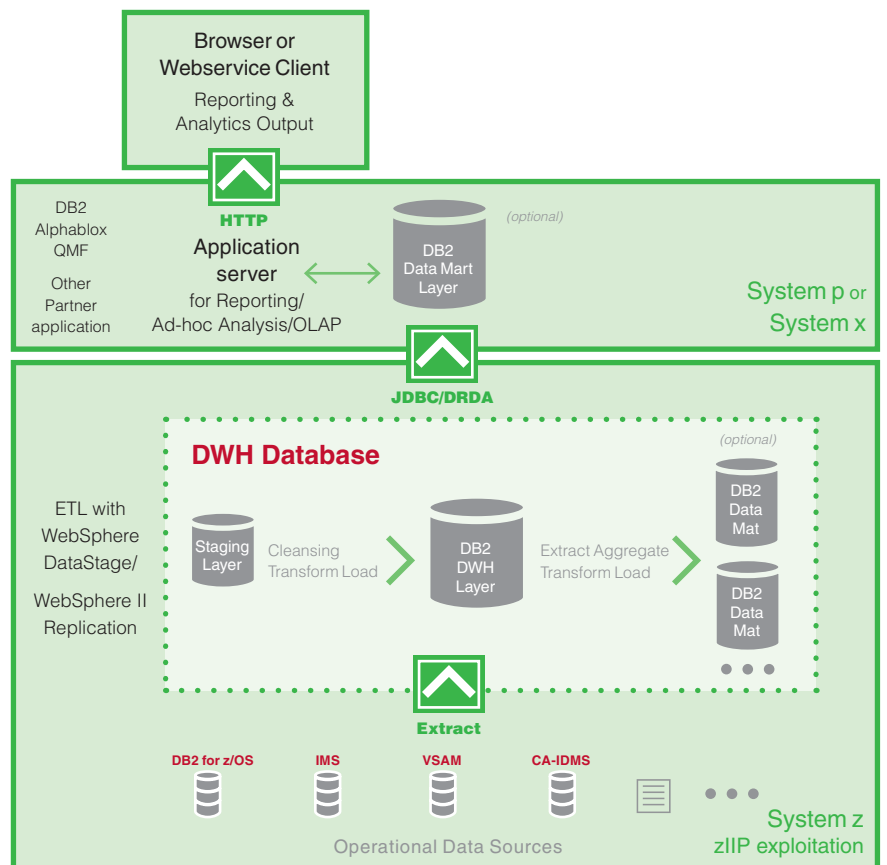 Browser or
Webservice Client
Reporting &
Analytics Output
HTTP
DB2
Alphablox
QMF
Other
Partner
application
Application
server
for Reporting/
Ad-hoc Analysis/OLAP
DB2
Data Mart
Layer
(optional)
System p or
System x
JDBC/DRDA
DWH Database
ETL with
WebSphere
DataStage/
WebSphere II
Replication
Staging
Layer
Cleansing
Transform Load
DB2
DWH
Layer
Extract Aggregate
Transform Load
(optional)
DB2
Data
Mat
DB2
Data
Mat
Extract
DB2 for z/OS
IMS
VSAM
CA-IDMS
Operational Data Sources
System z
zIIP exploitation